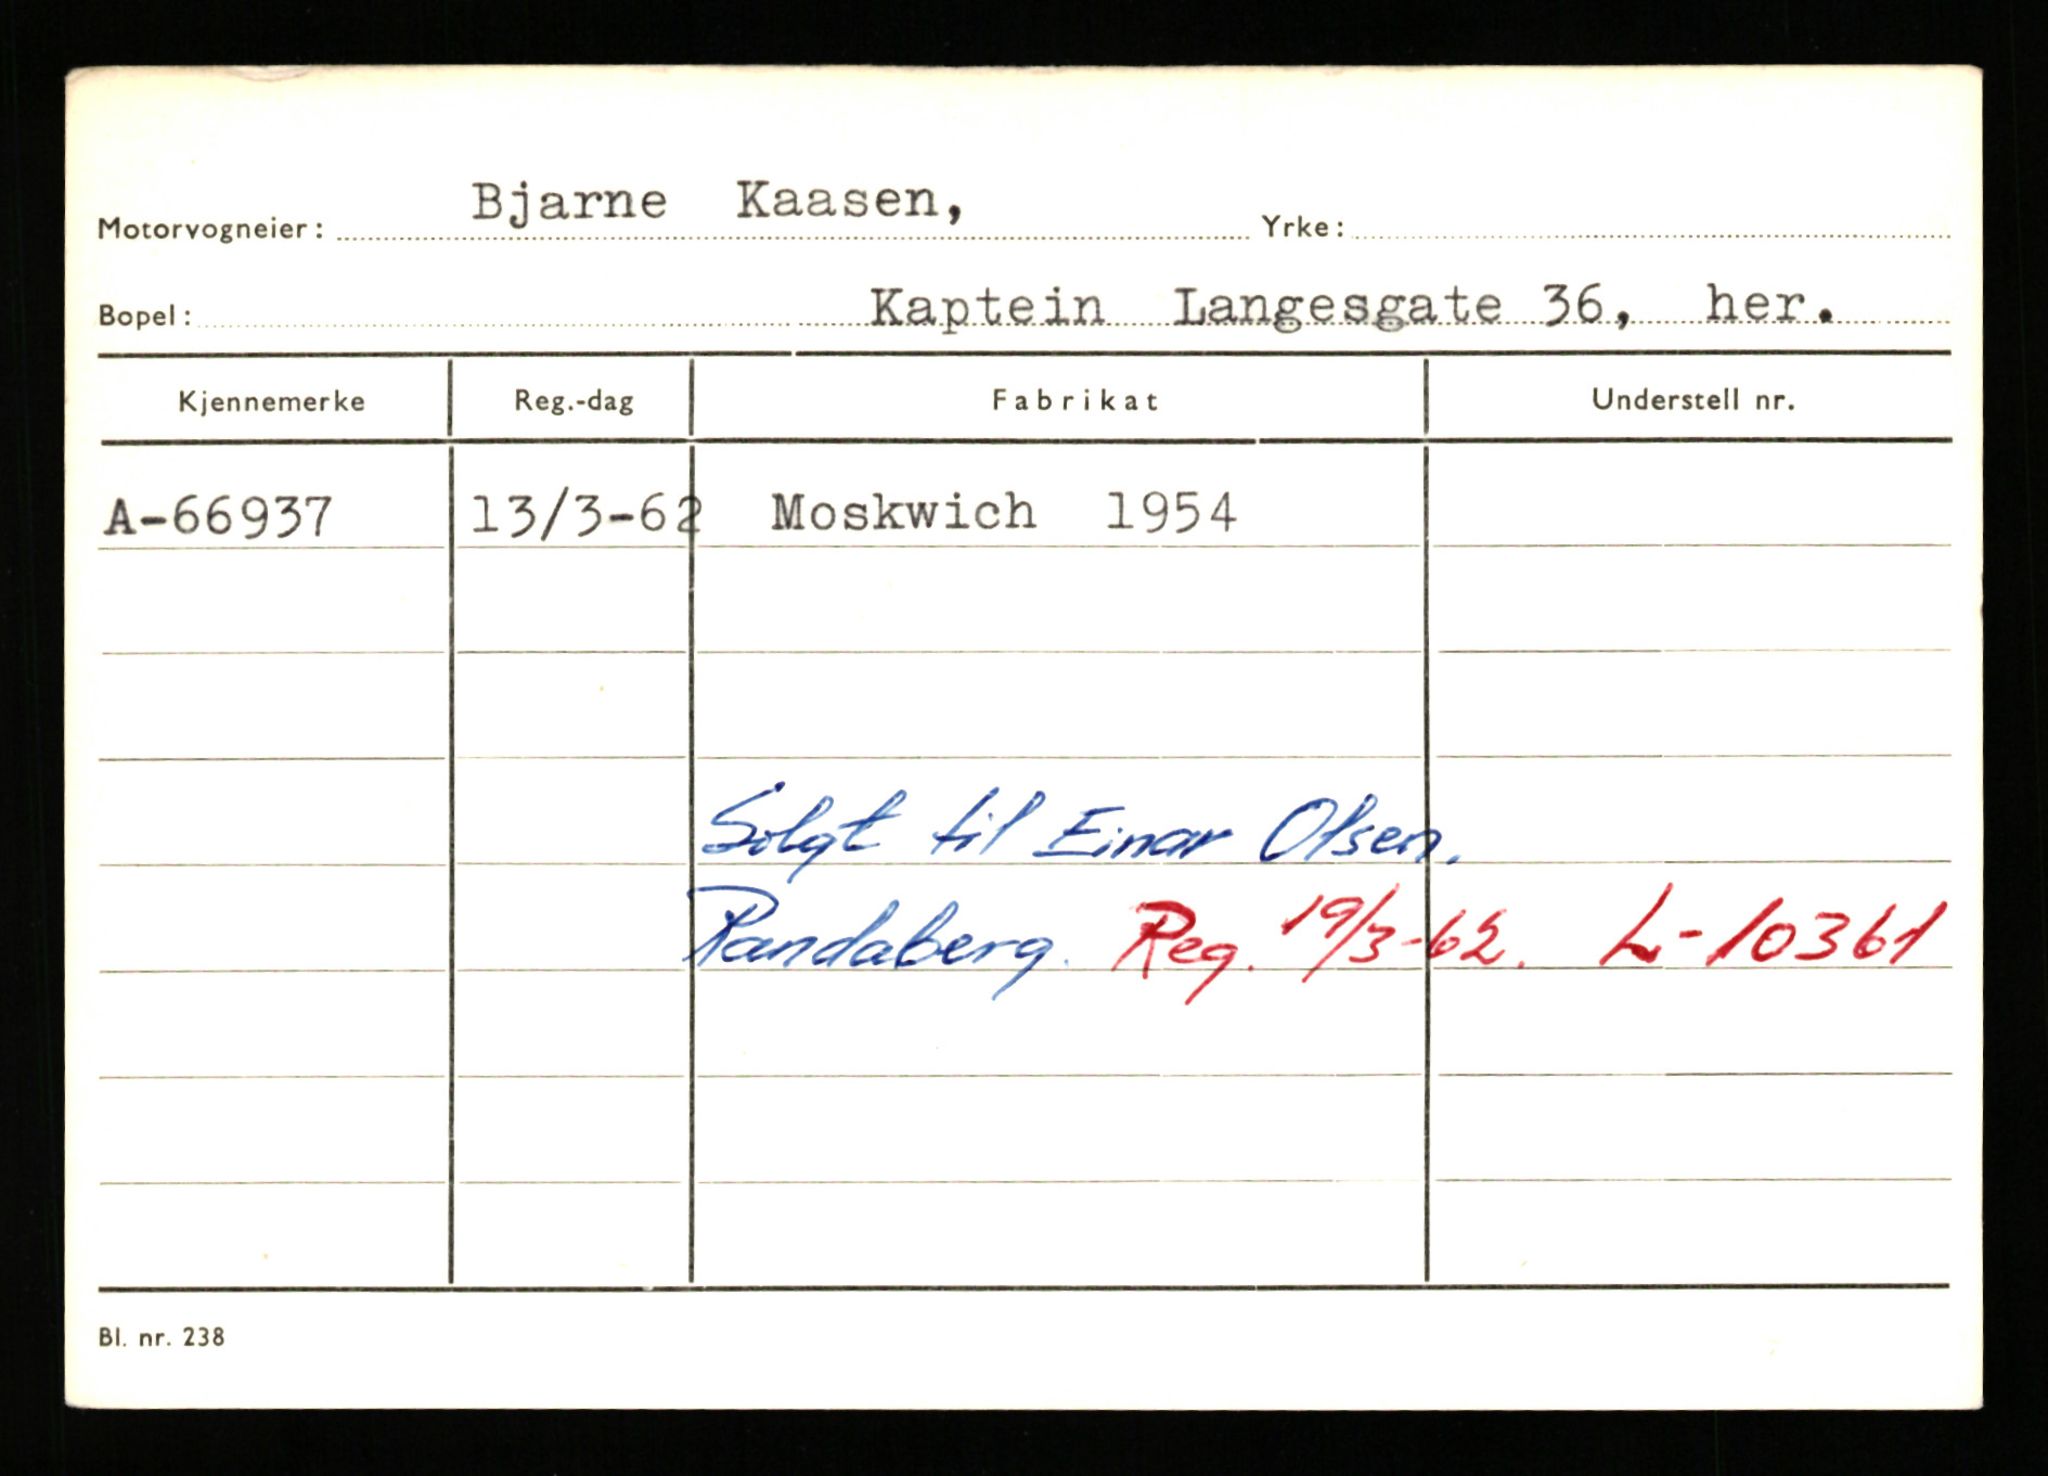 Motorvogneier: Bjarne Kaasen, Yrke:
Bopel: Kaptein Langesgate 36, her.
Kjennemerke Reg.-dag Fabrikat Understell nr.
A-66937 13/3-62 Moskwich 1954
Solgt til Einar Olsen.
Randaberg. Reg. 19/3-62. L-10361
Bl. nr. 238